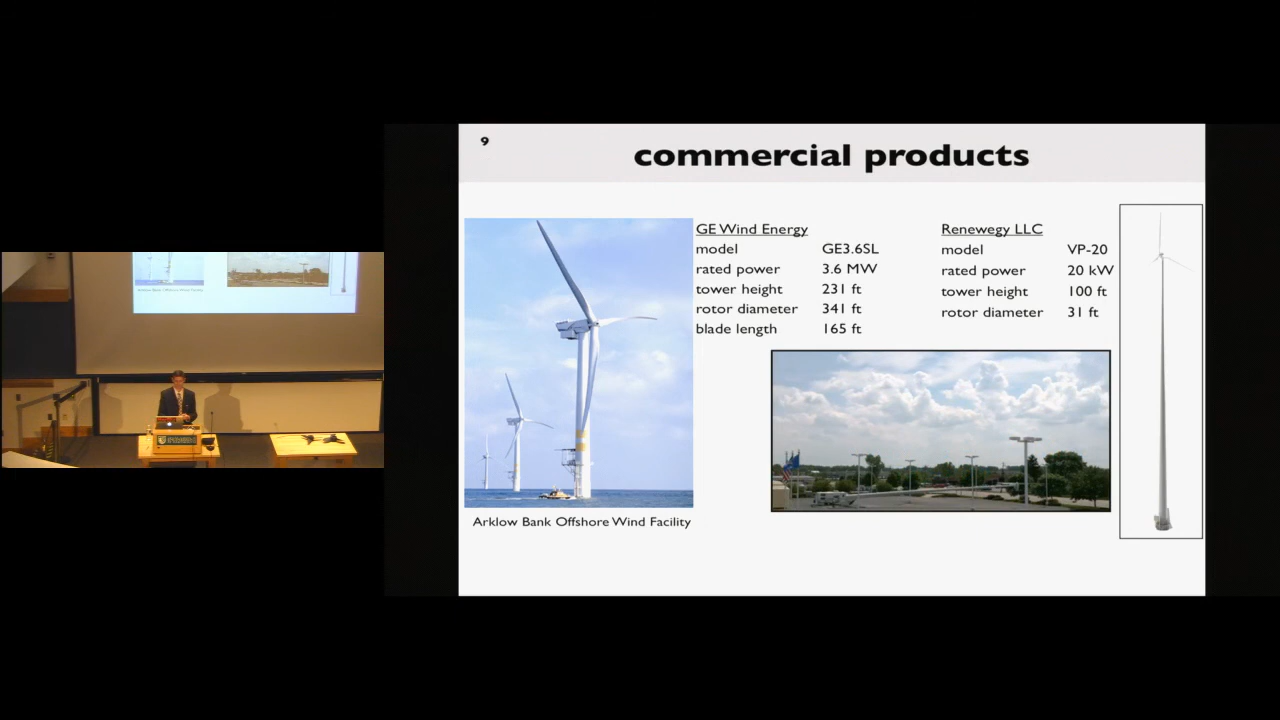 9
commercial products
GE Wind Energy
model GE3.6SL
rated power 3.6 MW
tower height 231 ft
rotor diameter 341 ft
blade length 165 ft
Renewegy LLC
model VP-20
rated power 20 kW
tower height 100 ft
rotor diameter 31 ft
Arklow Bank Offshore Wind Facility